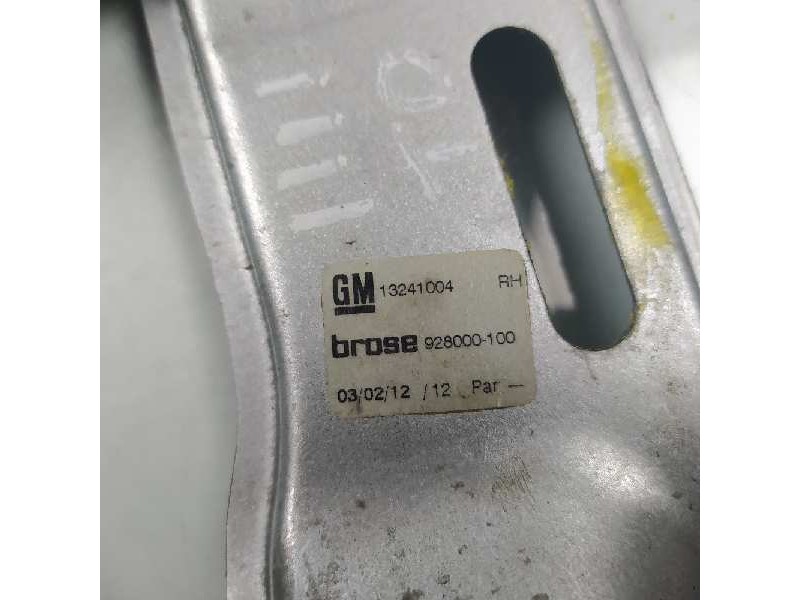 GM 13241004 RH
brose 928000-100
03/02/12 /12 Par —